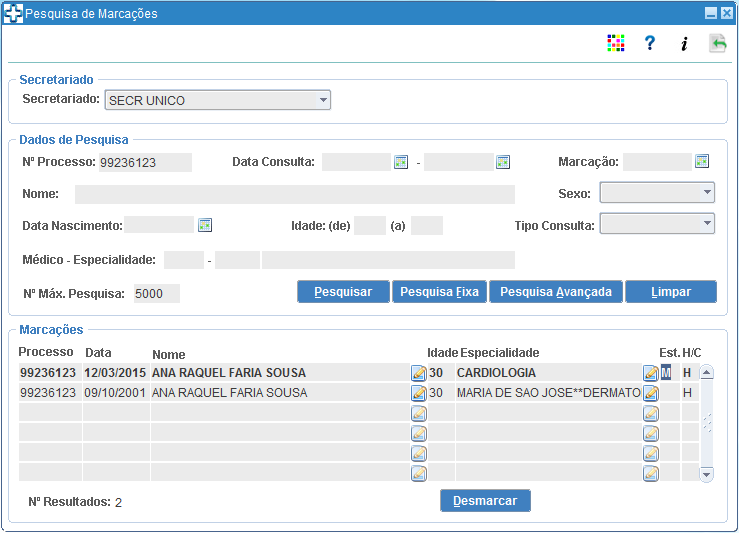 Pesquisa de Marcações
? i
Secretariado
Secretariado: SECR UNICO
Dados de Pesquisa
Nº Processo: 99236123 Data Consulta: - Marcação:
Nome: Sexo:
Data Nascimento: Idade: (de) (a) Tipo Consulta:
Médico - Especialidade: -
Nº Máx. Pesquisa: 5000 Pesquisar Pesquisa Fixa Pesquisa Avançada Limpar
Marcações
Processo Data Nome Idade Especialidade Est. H/C
99236123 12/03/2015 ANA RAQUEL FARIA SOUSA 30 CARDIOLOGIA M H
99236123 09/10/2001 ANA RAQUEL FARIA SOUSA 30 MARIA DE SAO JOSE**DERMATO H
Nº Resultados: 2 Desmarcar